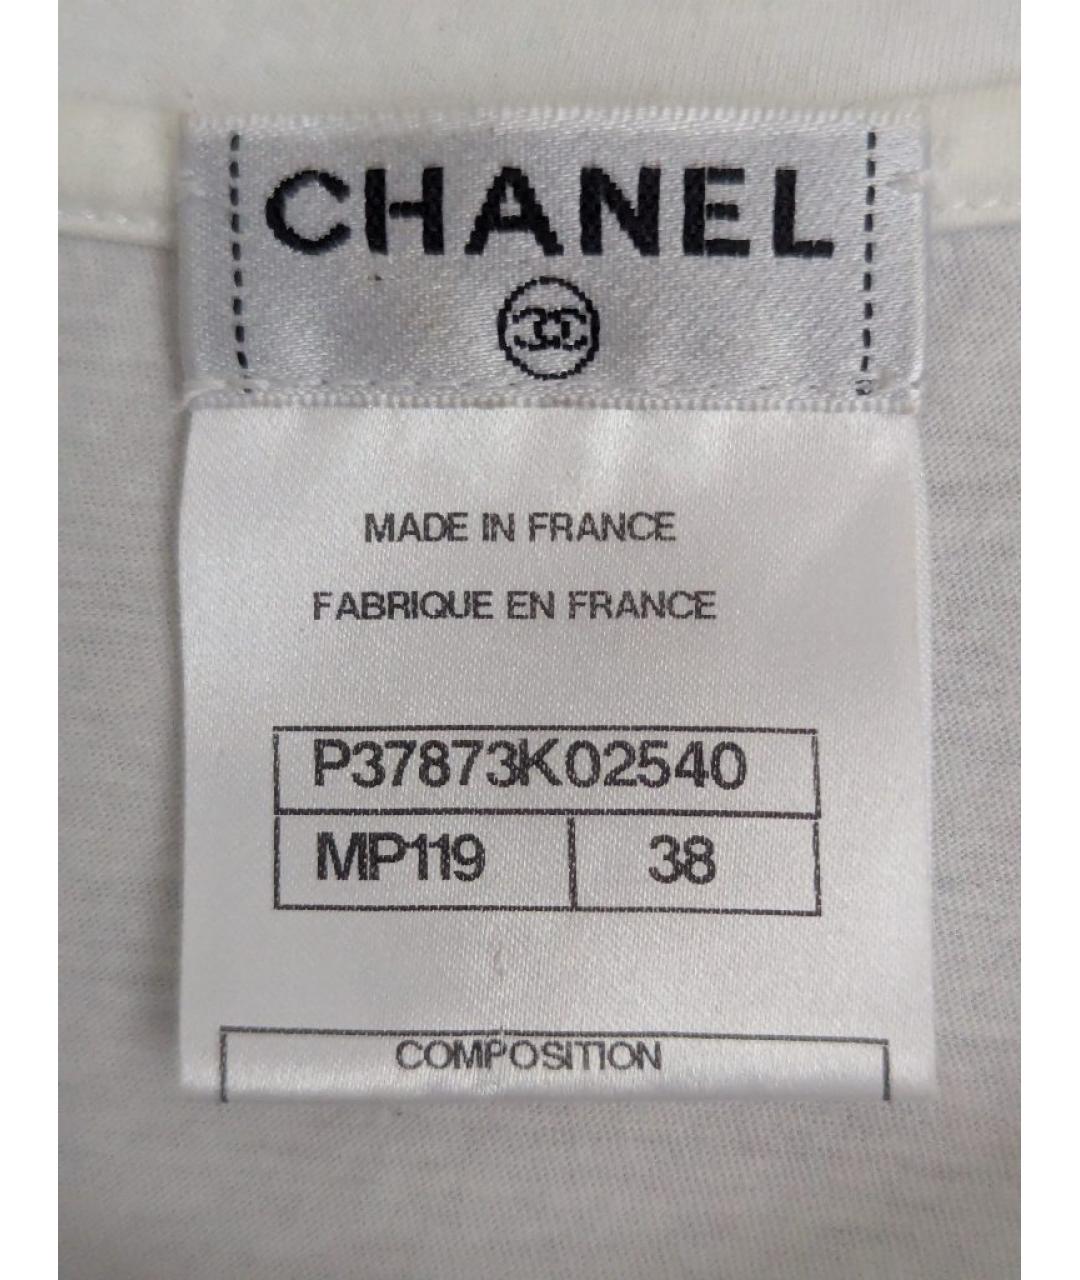 CHANEL
MADE IN FRANCE
FABRIQUE EN FRANCE
P37873K02540
MP119 38
COMPOSITION